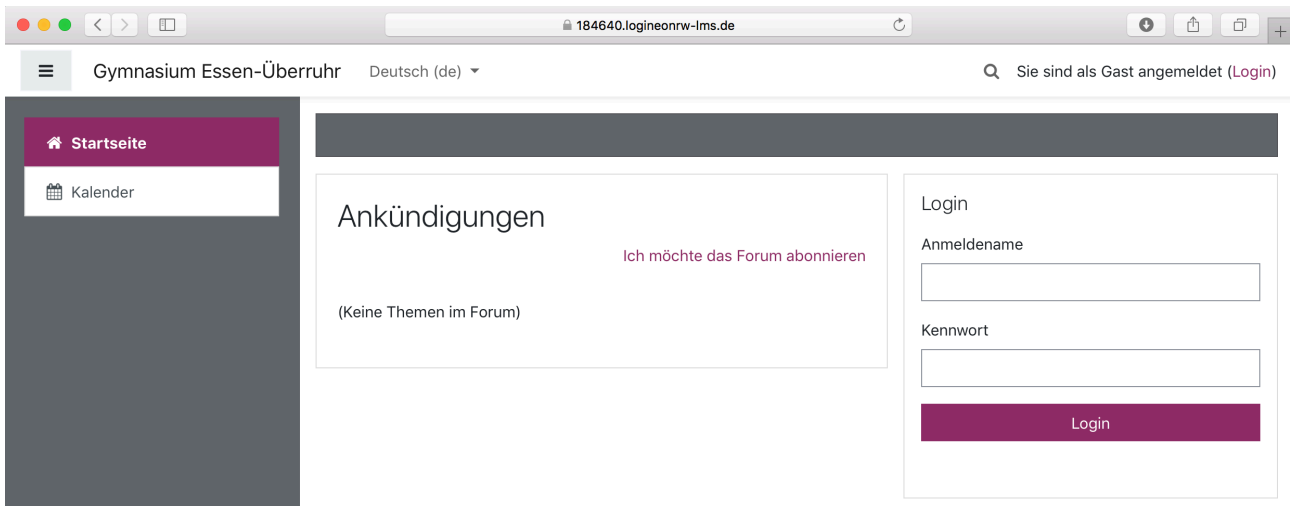 184640.logineonrw-lms.de
Gymnasium Essen-Überruhr
Deutsch (de)
Sie sind als Gast angemeldet (Login)
Startseite
Kalender
Ankündigungen
Ich möchte das Forum abonnieren
(Keine Themen im Forum)
Login
Anmeldename
Kennwort
Login